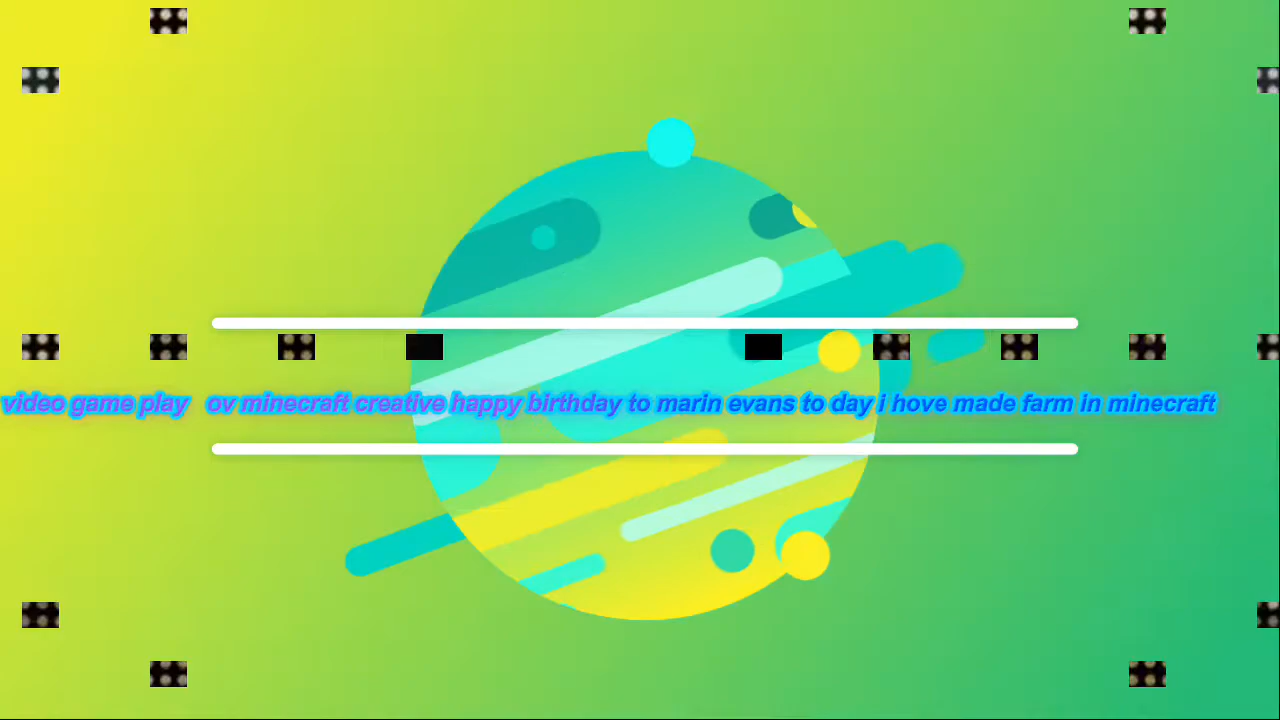 video game play ov minecraft creative happy birthday to marin evans to day i hove made farm in minecraft